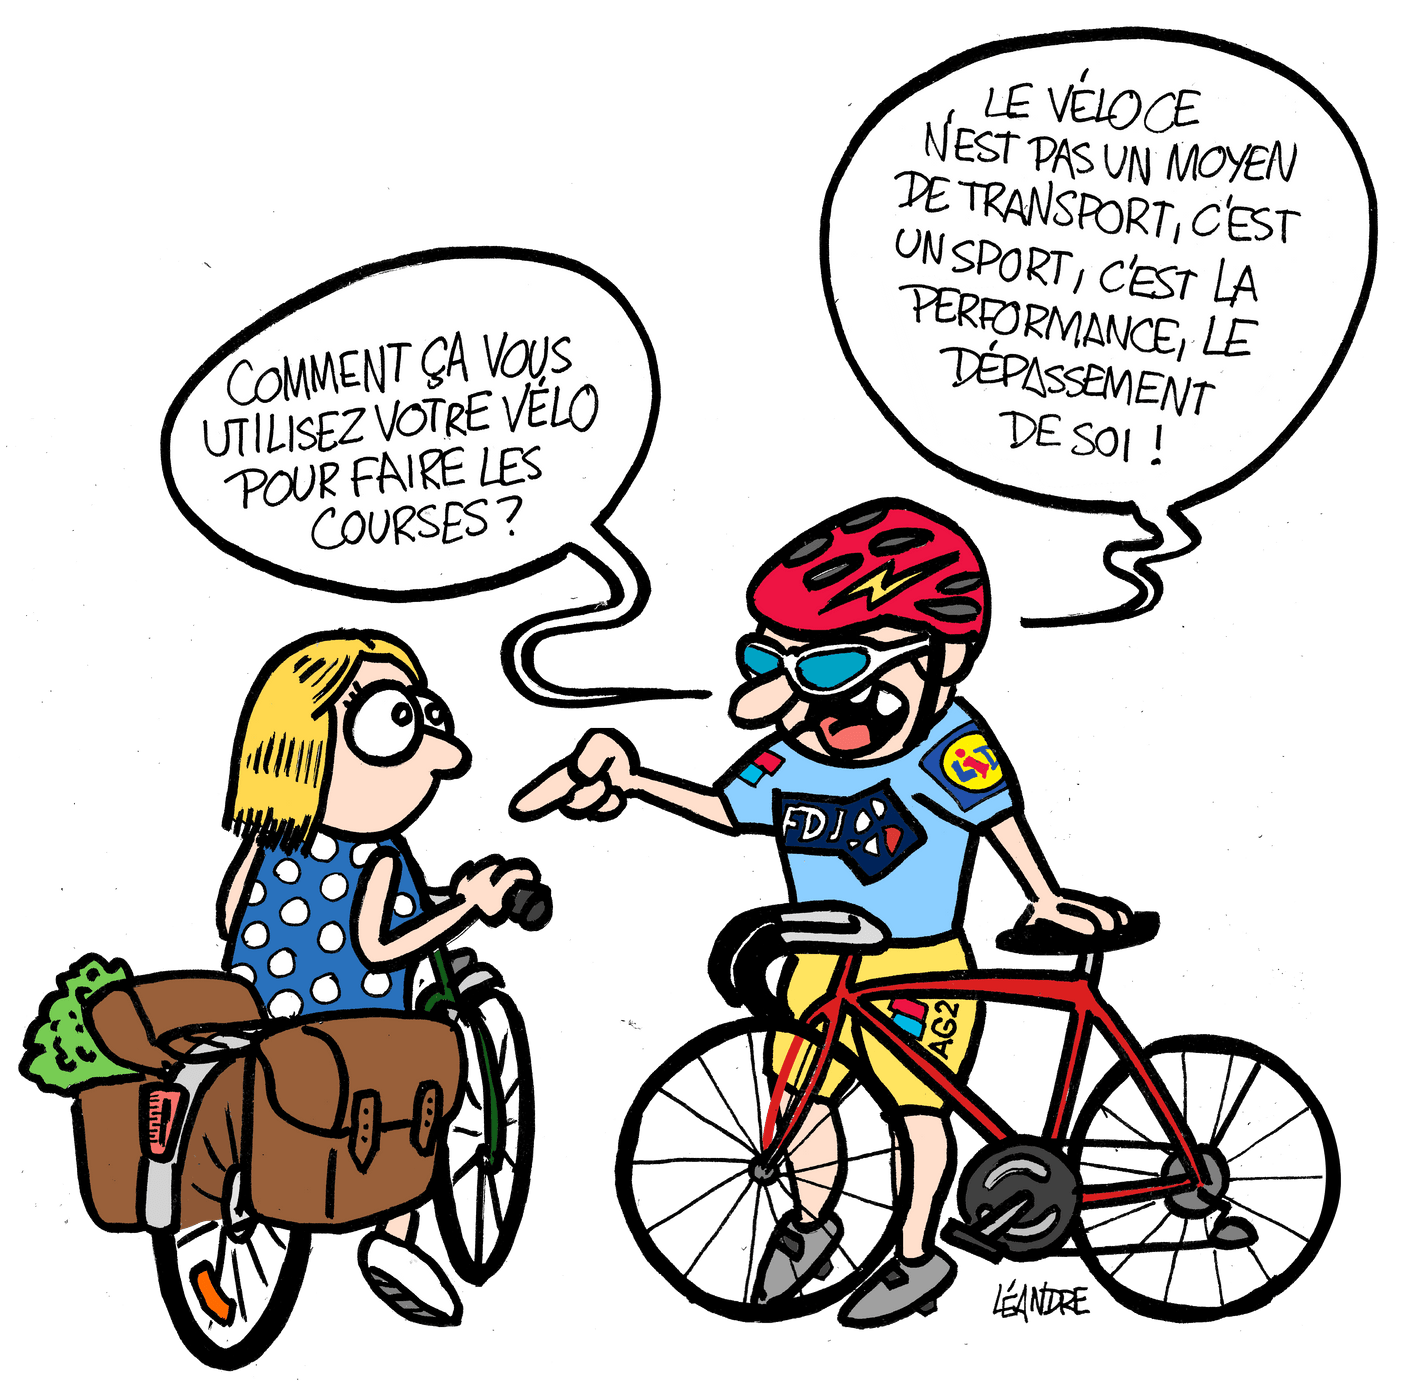 COMMENT ÇA VOUS
UTILISEZ VOTRE VÉLO
POUR FAIRE LES
COURSES ?
LE VÉLO CE
N'EST PAS UN MOYEN
DE TRANSPORT, C'EST
UN SPORT, C'EST LA
PERFORMANCE, LE
DÉPASSEMENT
DE SOI !
LiD
FDJ
AG2
LÉANDRE